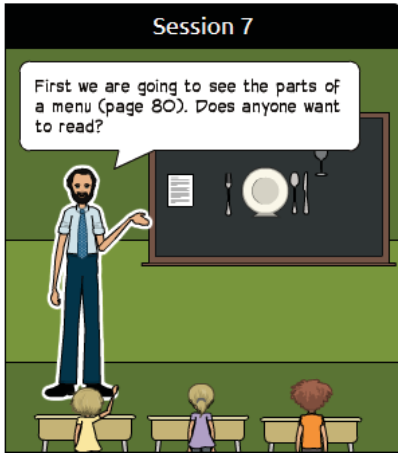 Session 7
First we are going to see the parts of
a menu (page 80). Does anyone want
to read?